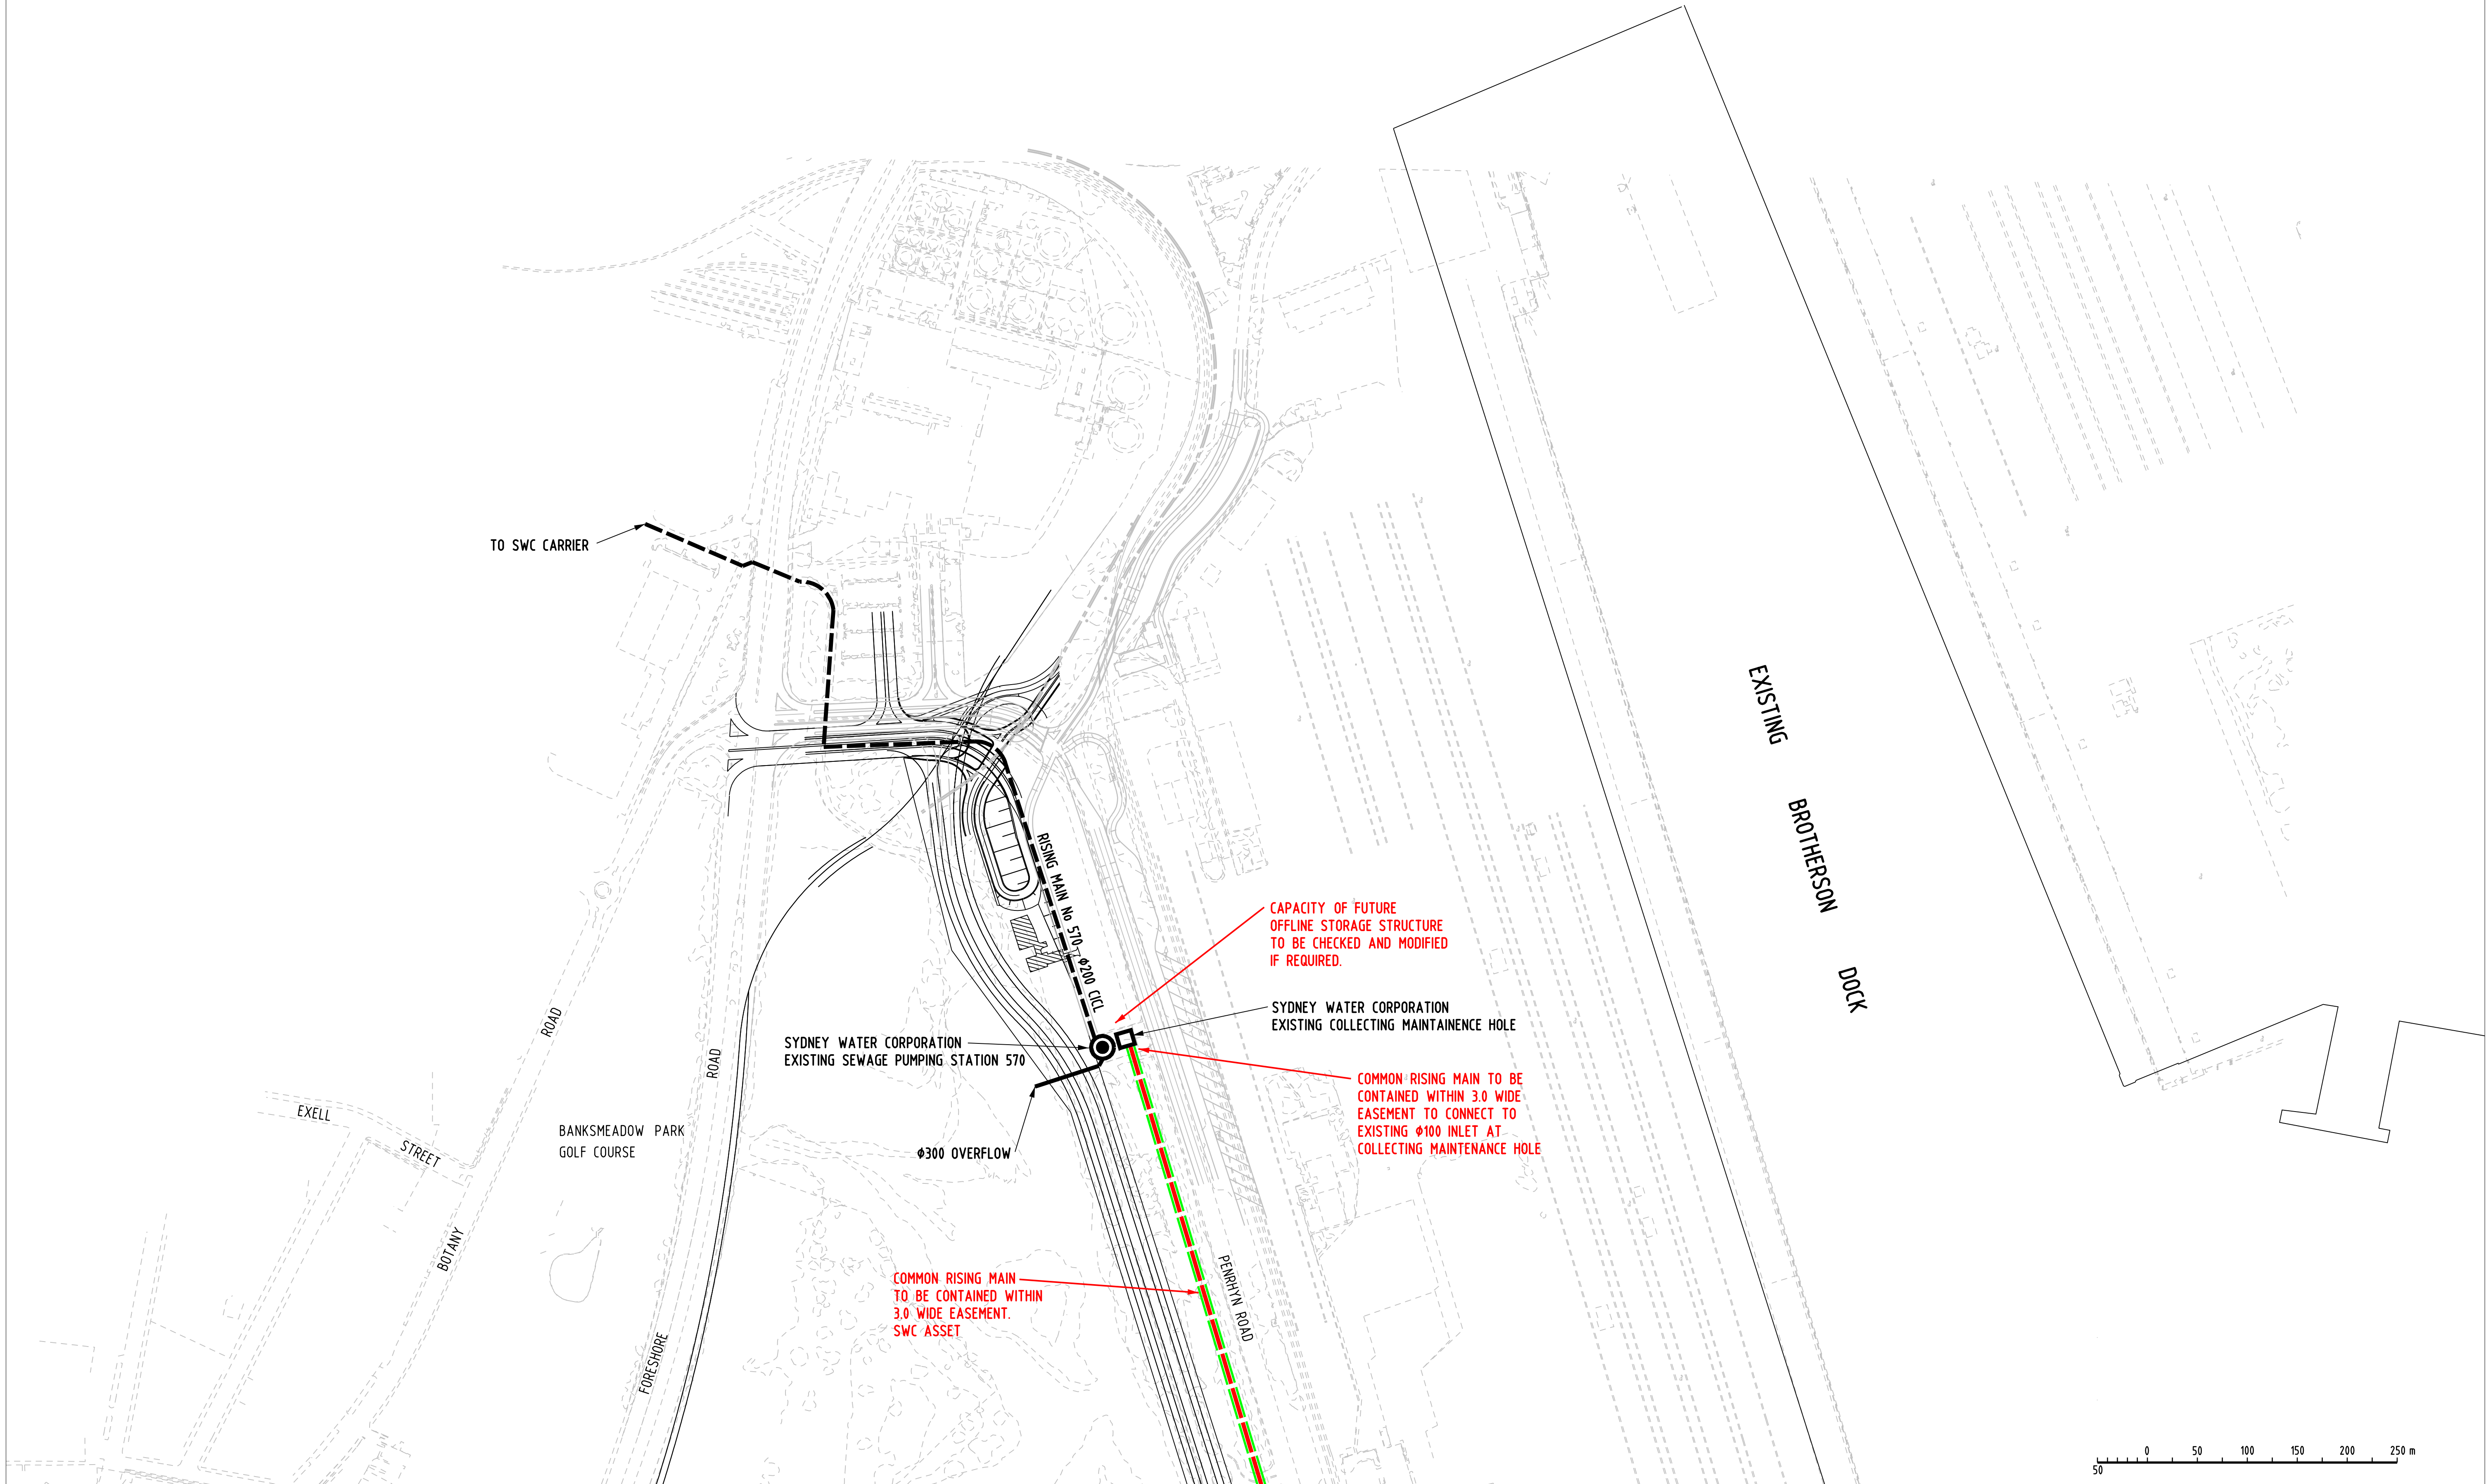 TO SWC CARRIER
EXISTING BROTHERSON DOCK
RISING MAIN No 570 ϕ200 CICL
CAPACITY OF FUTURE
OFFLINE STORAGE STRUCTURE
TO BE CHECKED AND MODIFIED
IF REQUIRED.
SYDNEY WATER CORPORATION
EXISTING COLLECTING MAINTAINENCE HOLE
SYDNEY WATER CORPORATION
EXISTING SEWAGE PUMPING STATION 570
COMMON RISING MAIN TO BE
CONTAINED WITHIN 3.0 WIDE
EASEMENT TO CONNECT TO
EXISTING ϕ100 INLET AT
COLLECTING MAINTENANCE HOLE
ϕ300 OVERFLOW
EXELL STREET
BANKSMEADOW PARK
GOLF COURSE
BOTANY ROAD
FORESHORE ROAD
COMMON RISING MAIN
TO BE CONTAINED WITHIN
3.0 WIDE EASEMENT.
SWC ASSET
PENRHYN ROAD
0 50 100 150 200 250 m
50